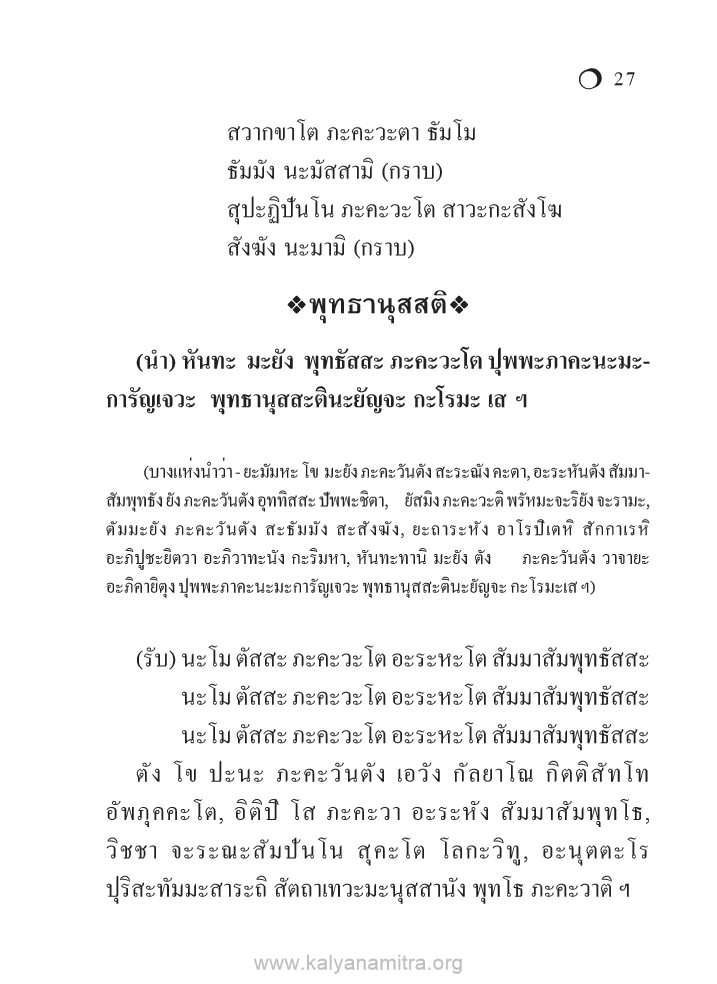 ❍ 27
สวากขาโต ภะคะวะตา ธัมโม
ธัมมัง นะมัสสามิ (กราบ)
สุปะฏิปันโน ภะคะวะโต สาวะกะสังโฆ
สังฆัง นะมามิ (กราบ)
❖พุทธานุสสติ❖
(นำ) หันทะ มะยัง พุทธัสสะ ภะคะวะโต ปุพพะภาคะนะมะ-
การัญเจวะ พุทธานุสสะตินะยัญจะ กะโรมะ เส ฯ
(บางแห่งนำว่า - ยะมัมหะ โข มะยัง ภะคะวันตัง สะระณัง คะตา, อะระหันตัง สัมมา-
สัมพุทธัง ยัง ภะคะวันตัง อุททิสสะ ปัพพะชิตา, ยัสมิง ภะคะวะติ พรัหมะจะริยัง จะรามะ,
ตัมมะยัง ภะคะวันตัง สะธัมมัง สะสังฆัง, ยะถาระหัง อาโรปิเตหิ สักกาเรหิ
อะภิปูชะยิตวา อะภิวาทะนัง กะริมหา, หันทะทานิ มะยัง ตัง ภะคะวันตัง วาจายะ
อะภิคายิตุง ปุพพะภาคะนะมะการัญเจวะ พุทธานุสสะตินะยัญจะ กะโรมะเส ฯ)
(รับ) นะโม ตัสสะ ภะคะวะโต อะระหะโต สัมมาสัมพุทธัสสะ
นะโม ตัสสะ ภะคะวะโต อะระหะโต สัมมาสัมพุทธัสสะ
นะโม ตัสสะ ภะคะวะโต อะระหะโต สัมมาสัมพุทธัสสะ
ตัง โข ปะนะ ภะคะวันตัง เอวัง กัลยาโณ กิตติสัทโท
อัพภุคคะโต, อิติปิ โส ภะคะวา อะระหัง สัมมาสัมพุทโธ,
วิชชา จะระณะสัมปันโน สุคะโต โลกะวิทู, อะนุตตะโร
ปุริสะทัมมะสาระถิ สัตถาเทวะมะนุสสานัง พุทโธ ภะคะวาติ ฯ
www.kalyanamitra.org